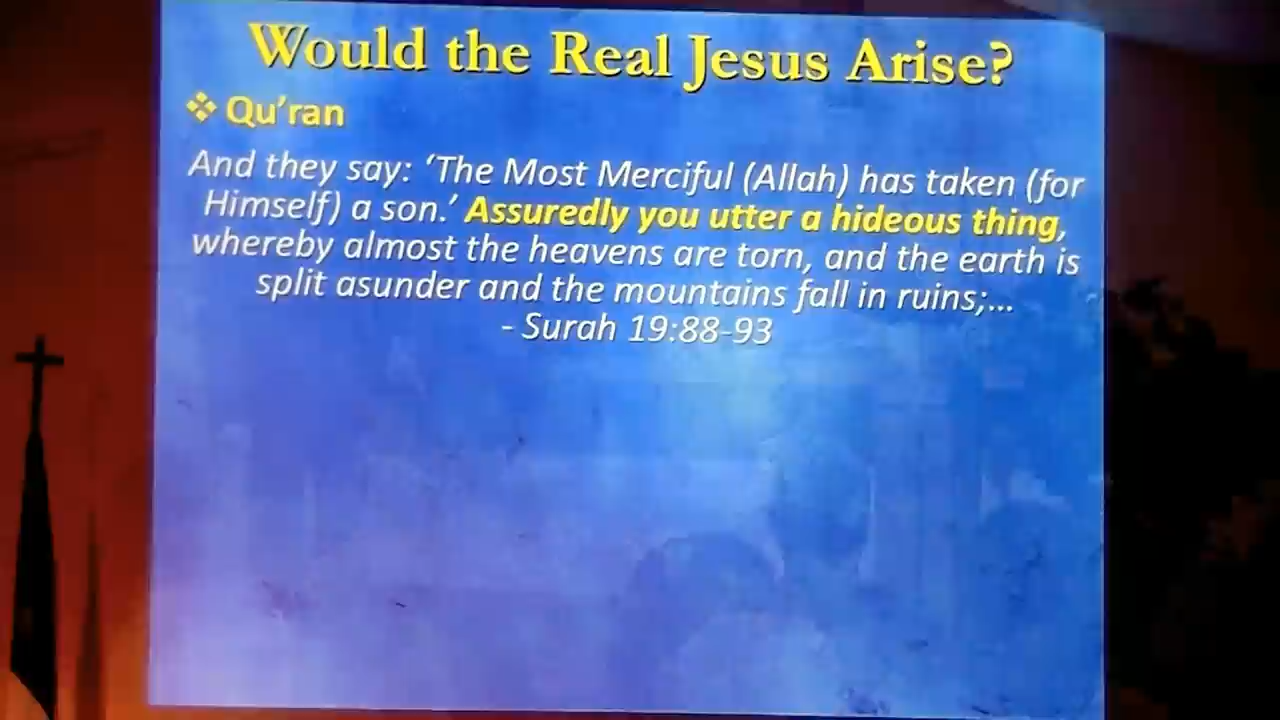 Would the Real Jesus Arise?
❖ Qu’ran
And they say: ‘The Most Merciful (Allah) has taken (for
Himself) a son.’ Assuredly you utter a hideous thing,
whereby almost the heavens are torn, and the earth is
split asunder and the mountains fall in ruins;...
- Surah 19:88-93